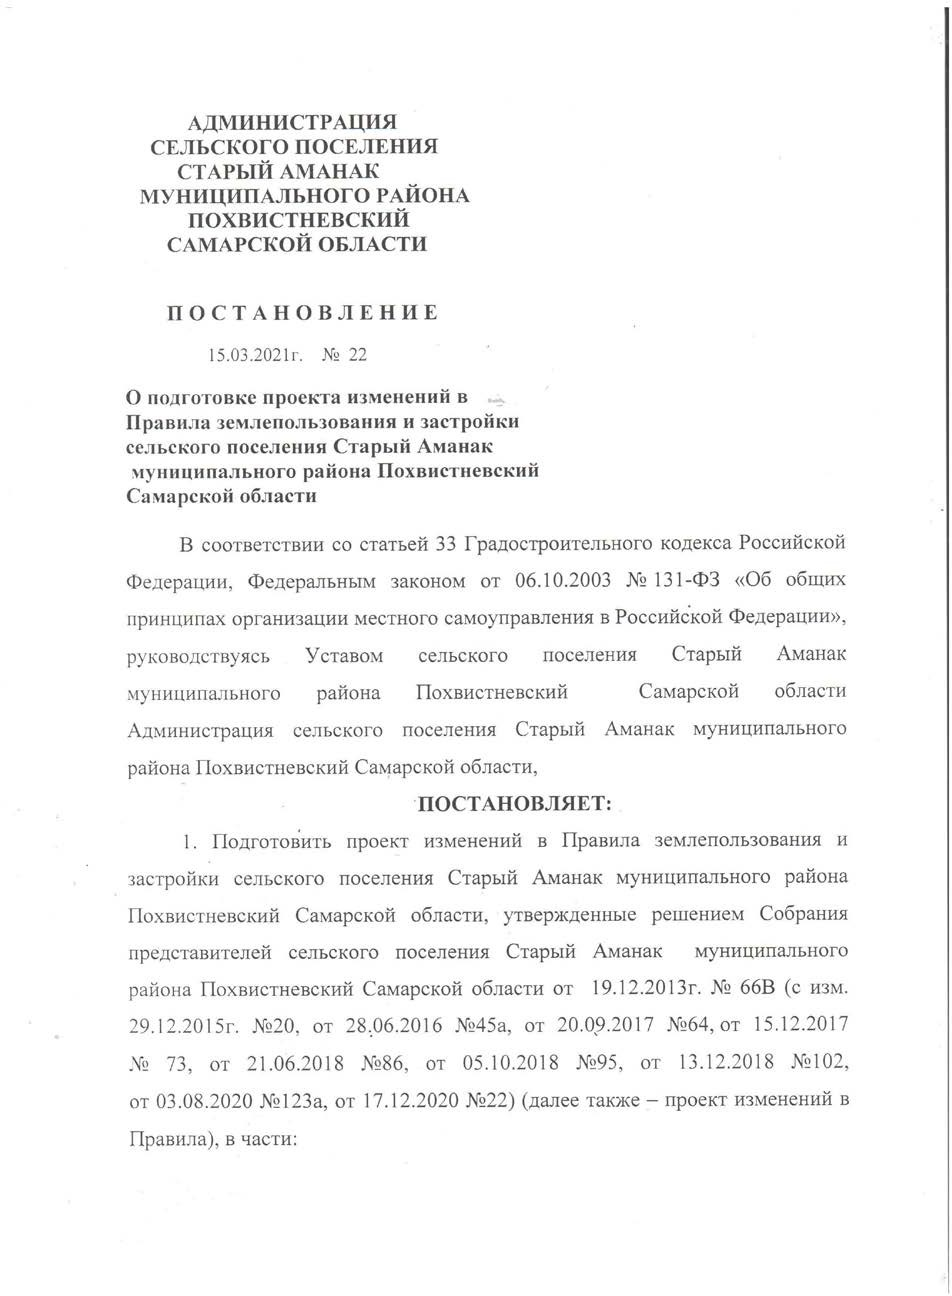 АДМИНИСТРАЦИЯ
СЕЛЬСКОГО ПОСЕЛЕНИЯ
СТАРЫЙ АМАНАК
МУНИЦИПАЛЬНОГО РАЙОНА
ПОХВИСТНЕВСКИЙ
САМАРСКОЙ ОБЛАСТИ
П О С Т А Н О В Л Е Н И Е
15.03.2021г. № 22
О подготовке проекта изменений в
Правила землепользования и застройки
сельского поселения Старый Аманак
муниципального района Похвистневский
Самарской области
В соответствии со статьей 33 Градостроительного кодекса Российской
Федерации, Федеральным законом от 06.10.2003 № 131-ФЗ «Об общих
принципах организации местного самоуправления в Российской Федерации»,
руководствуясь Уставом сельского поселения Старый Аманак
муниципального района Похвистневский Самарской области
Администрация сельского поселения Старый Аманак муниципального
района Похвистневский Самарской области,
ПОСТАНОВЛЯЕТ:
1. Подготовить проект изменений в Правила землепользования и
застройки сельского поселения Старый Аманак муниципального района
Похвистневский Самарской области, утвержденные решением Собрания
представителей сельского поселения Старый Аманак муниципального
района Похвистневский Самарской области от 19.12.2013г. № 66В (с изм.
29.12.2015г. №20, от 28.06.2016 №45а, от 20.09.2017 №64, от 15.12.2017
№ 73, от 21.06.2018 №86, от 05.10.2018 №95, от 13.12.2018 №102,
от 03.08.2020 №123а, от 17.12.2020 №22) (далее также – проект изменений в
Правила), в части: